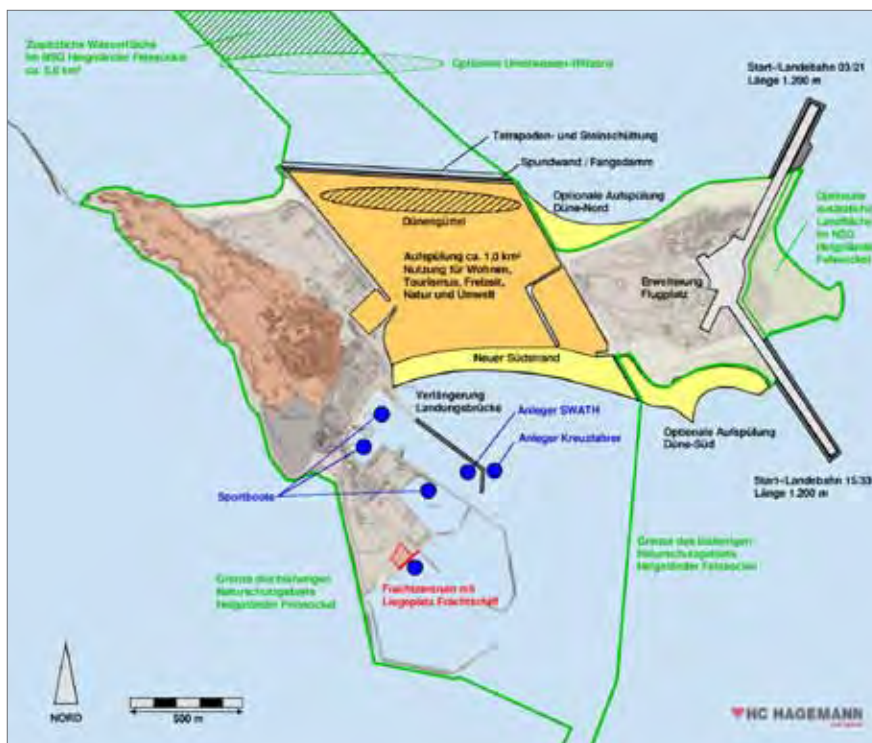 Zusätzliche Wasserfläche
im NSG Helgoländer Felssockel
ca. 5,6 km²
Optionale
Start-/Landebahn 03/21
Länge 1.200 m
Tetrapoden- und Steinschüttung
Spundwand / Fangedamm
Optionale Aufspülung
Düne-Nord
Optionale
zusätzliche
Landfläche
im NSG
Helgoländer
Felssockel
Dünengürtel
Aufspülung ca. 1,0 km²
Nutzung für Wohnen,
Tourismus, Freizeit,
Natur und Umwelt
Erweiterung
Flugplatz
Neuer Südstrand
Verlängerung
Landungsbrücke
Anleger SWATH
Anleger Kreuzfahrer
Optionale Aufspülung
Düne-Süd
Sportboote
Start-/Landebahn 15/33
Länge 1.200 m
Grenze des bisherigen
Naturschutzgebiets
Helgoländer Felssockel
Grenze des bisherigen
Naturschutzgebiets
Helgoländer Felssockel
Frachtzentrum mit
Liegeplatz Frachtschiff
NORD
500 m
HC HAGEMANN